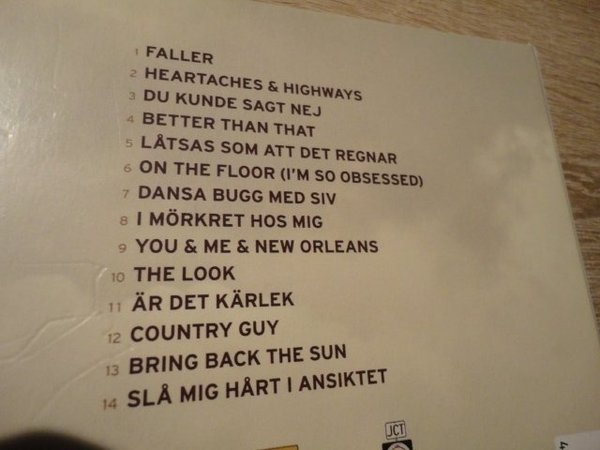 1 FALLER
2 HEARTACHES & HIGHWAYS
3 DU KUNDE SAGT NEJ
4 BETTER THAN THAT
5 LÅTSAS SOM ATT DET REGNAR
6 ON THE FLOOR (I'M SO OBSESSED)
7 DANSA BUGG MED SIV
8 I MÖRKRET HOS MIG
9 YOU & ME & NEW ORLEANS
10 THE LOOK
11 ÄR DET KÄRLEK
12 COUNTRY GUY
13 BRING BACK THE SUN
14 SLÅ MIG HÅRT I ANSIKTET
JCT